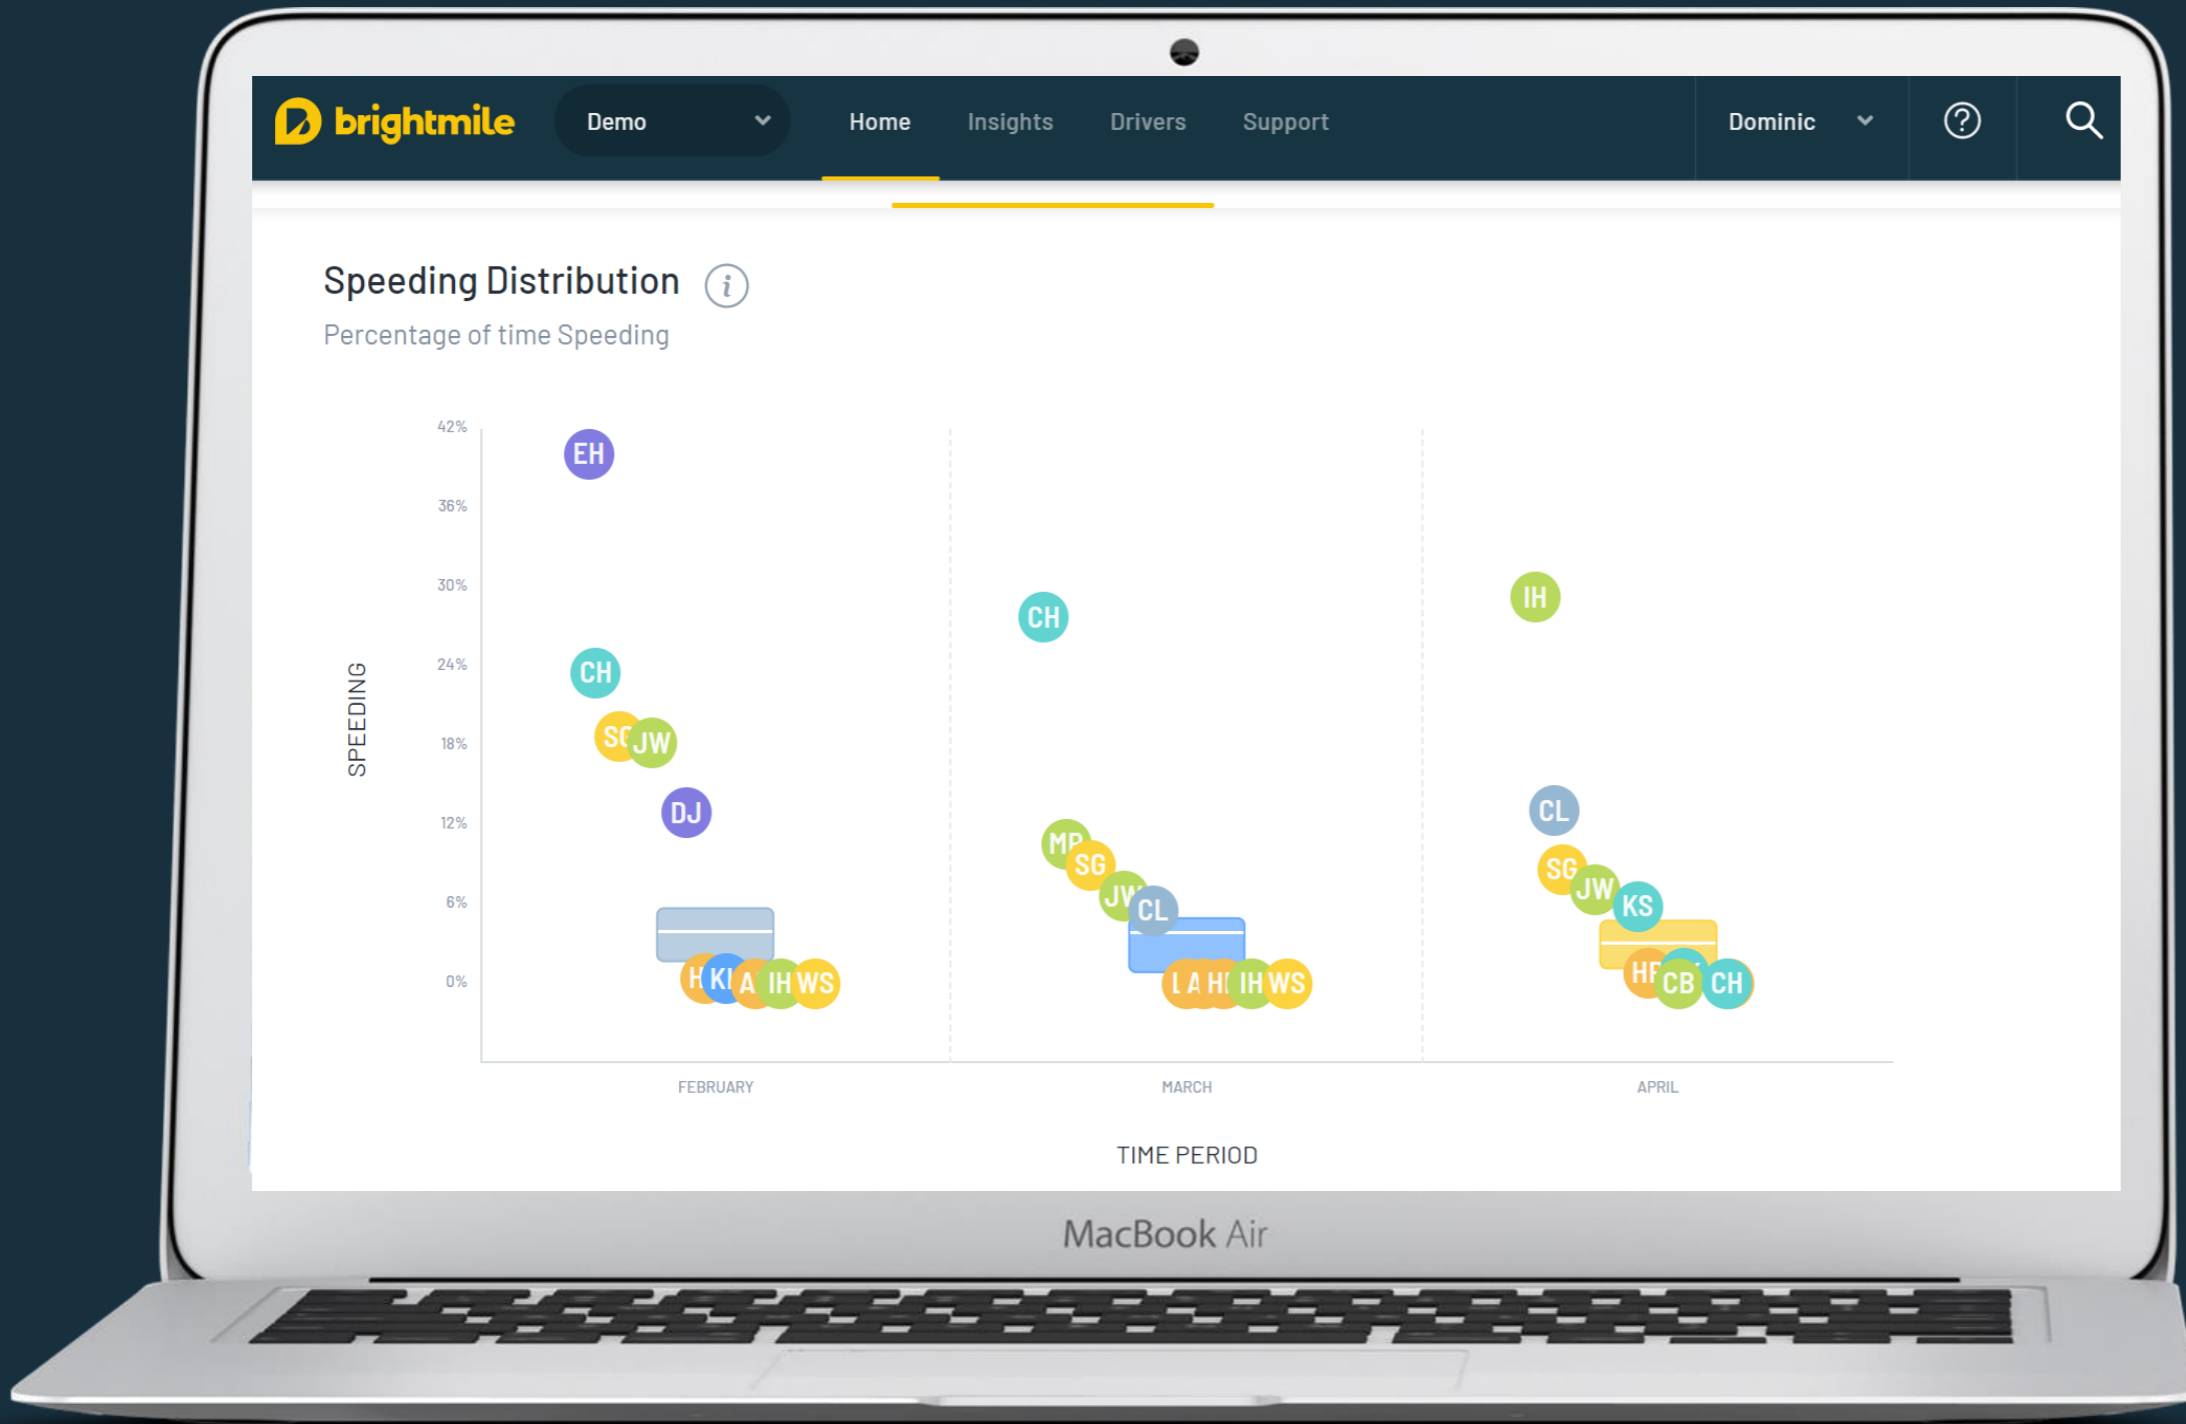 brightmile
Demo
Home
Insights
Drivers
Support
Dominic
?
Speeding Distribution i
Percentage of time Speeding
SPEEDING
42%
36%
30%
24%
18%
12%
6%
0%
EH
CH
SG
JW
DJ
IH
WS
CH
SG
JW
CL
IH
WS
IH
CL
SG
JW
KS
CB
CH
FEBRUARY
MARCH
APRIL
TIME PERIOD
MacBook Air